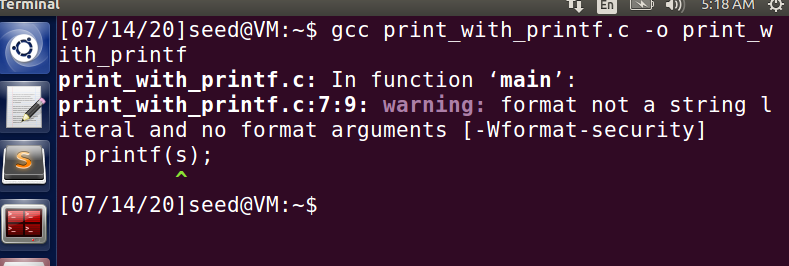 Terminal
En
5:18 AM
[07/14/20]seed@VM:~$ gcc print_with_printf.c -o print_w
ith_printf
print_with_printf.c: In function ‘main’:
print_with_printf.c:7:9: warning: format not a string l
iteral and no format arguments [-Wformat-security]
  printf(s);
         ^
[07/14/20]seed@VM:~$